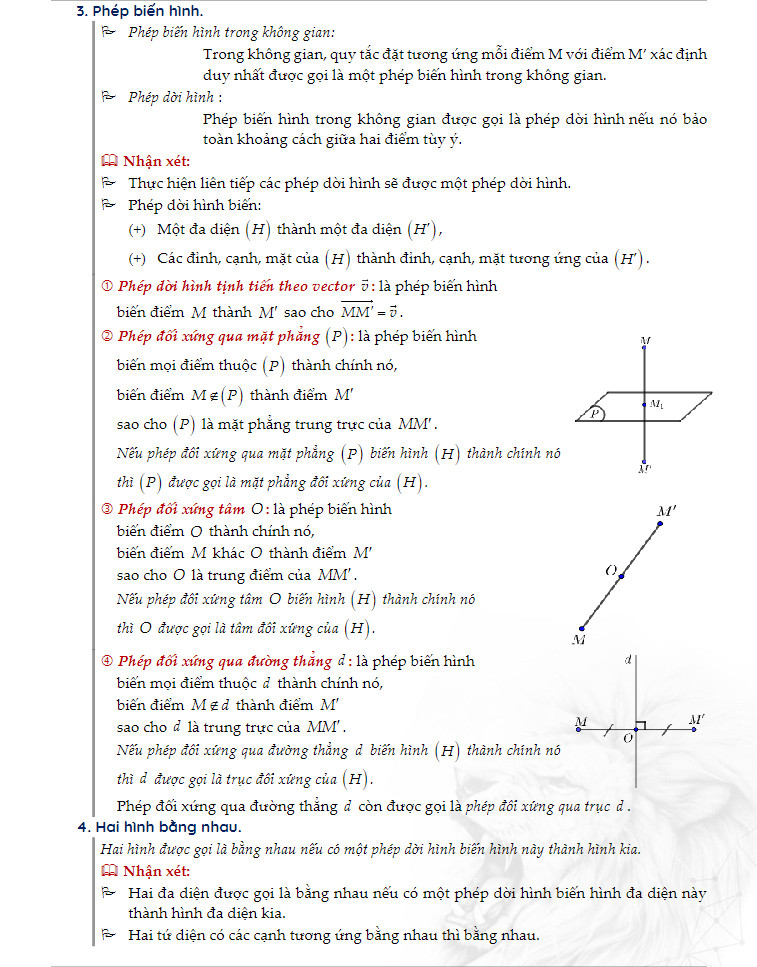 3. Phép biến hình.
Phép biến hình trong không gian:
Trong không gian, quy tắc đặt tương ứng mỗi điểm M với điểm M’ xác định
duy nhất được gọi là một phép biến hình trong không gian.
Phép dời hình :
Phép biến hình trong không gian được gọi là phép dời hình nếu nó bảo
toàn khoảng cách giữa hai điểm tùy ý.
Nhận xét:
Thực hiện liên tiếp các phép dời hình sẽ được một phép dời hình.
Phép dời hình biến:
(+) Một đa diện (H) thành một đa diện (H'),
(+) Các đỉnh, cạnh, mặt của (H) thành đỉnh, cạnh, mặt tương ứng của (H').
① Phép dời hình tịnh tiến theo vector v⃗ : là phép biến hình
biến điểm M thành M' sao cho MM'⃗ = v⃗ .
② Phép đối xứng qua mặt phẳng (P): là phép biến hình
biến mọi điểm thuộc (P) thành chính nó,
biến điểm M ∉ (P) thành điểm M'
sao cho (P) là mặt phẳng trung trực của MM'.
Nếu phép đối xứng qua mặt phẳng (P) biến hình (H) thành chính nó
thì (P) được gọi là mặt phẳng đối xứng của (H).
M
M₁
P
M'
③ Phép đối xứng tâm O: là phép biến hình
biến điểm O thành chính nó,
biến điểm M khác O thành điểm M'
sao cho O là trung điểm của MM'.
Nếu phép đối xứng tâm O biến hình (H) thành chính nó
thì O được gọi là tâm đối xứng của (H).
M'
O
M
④ Phép đối xứng qua đường thẳng d : là phép biến hình
biến mọi điểm thuộc d thành chính nó,
biến điểm M ∉ d thành điểm M'
sao cho d là trung trực của MM'.
Nếu phép đối xứng qua đường thẳng d biến hình (H) thành chính nó
thì d được gọi là trục đối xứng của (H).
Phép đối xứng qua đường thẳng d còn được gọi là phép đối xứng qua trục d .
d
M
M'
O
4. Hai hình bằng nhau.
Hai hình được gọi là bằng nhau nếu có một phép dời hình biến hình này thành hình kia.
Nhận xét:
Hai đa diện được gọi là bằng nhau nếu có một phép dời hình biến hình đa diện này
thành hình đa diện kia.
Hai tứ diện có các cạnh tương ứng bằng nhau thì bằng nhau.